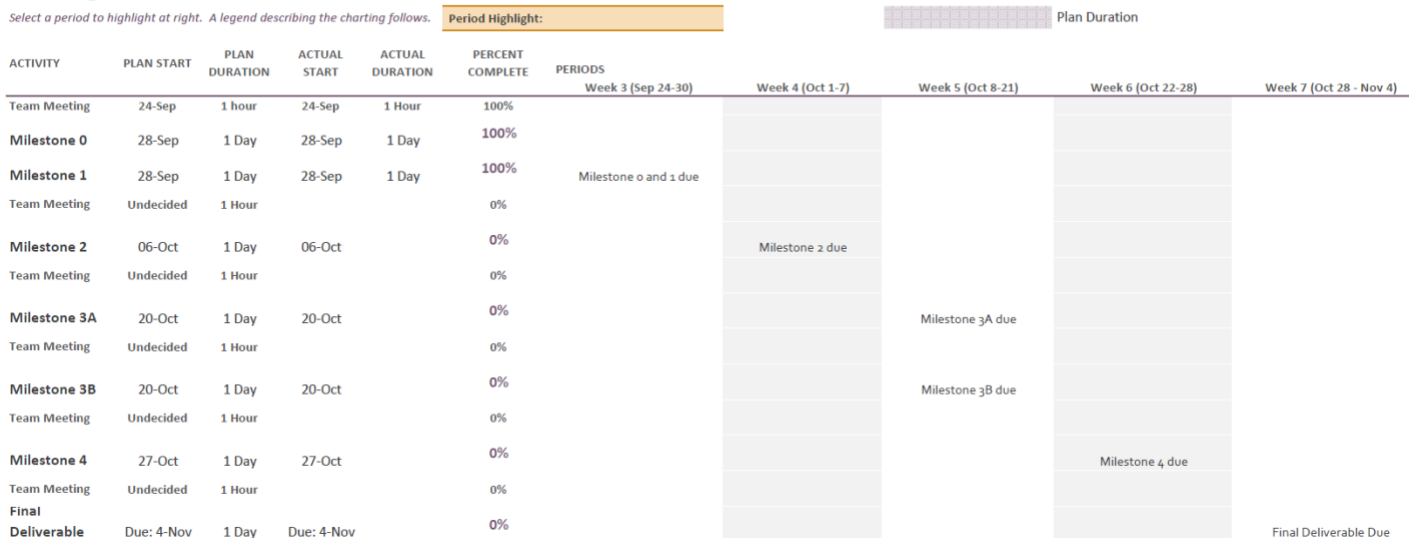 Select a period to highlight at right. A legend describing the charting follows. Period Highlight: Plan Duration
ACTIVITY PLAN START PLAN DURATION ACTUAL START ACTUAL DURATION PERCENT COMPLETE PERIODS
Week 3 (Sep 24-30) Week 4 (Oct 1-7) Week 5 (Oct 8-21) Week 6 (Oct 22-28) Week 7 (Oct 28 - Nov 4)
Team Meeting 24-Sep 1 hour 24-Sep 1 Hour 100%
Milestone 0 28-Sep 1 Day 28-Sep 1 Day 100%
Milestone 1 28-Sep 1 Day 28-Sep 1 Day 100% Milestone 0 and 1 due
Team Meeting Undecided 1 Hour 0%
Milestone 2 06-Oct 1 Day 06-Oct 0% Milestone 2 due
Team Meeting Undecided 1 Hour 0%
Milestone 3A 20-Oct 1 Day 20-Oct 0% Milestone 3A due
Team Meeting Undecided 1 Hour 0%
Milestone 3B 20-Oct 1 Day 20-Oct 0% Milestone 3B due
Team Meeting Undecided 1 Hour 0%
Milestone 4 27-Oct 1 Day 27-Oct 0% Milestone 4 due
Team Meeting Undecided 1 Hour 0%
Final
Deliverable Due: 4-Nov 1 Day Due: 4-Nov 0% Final Deliverable Due